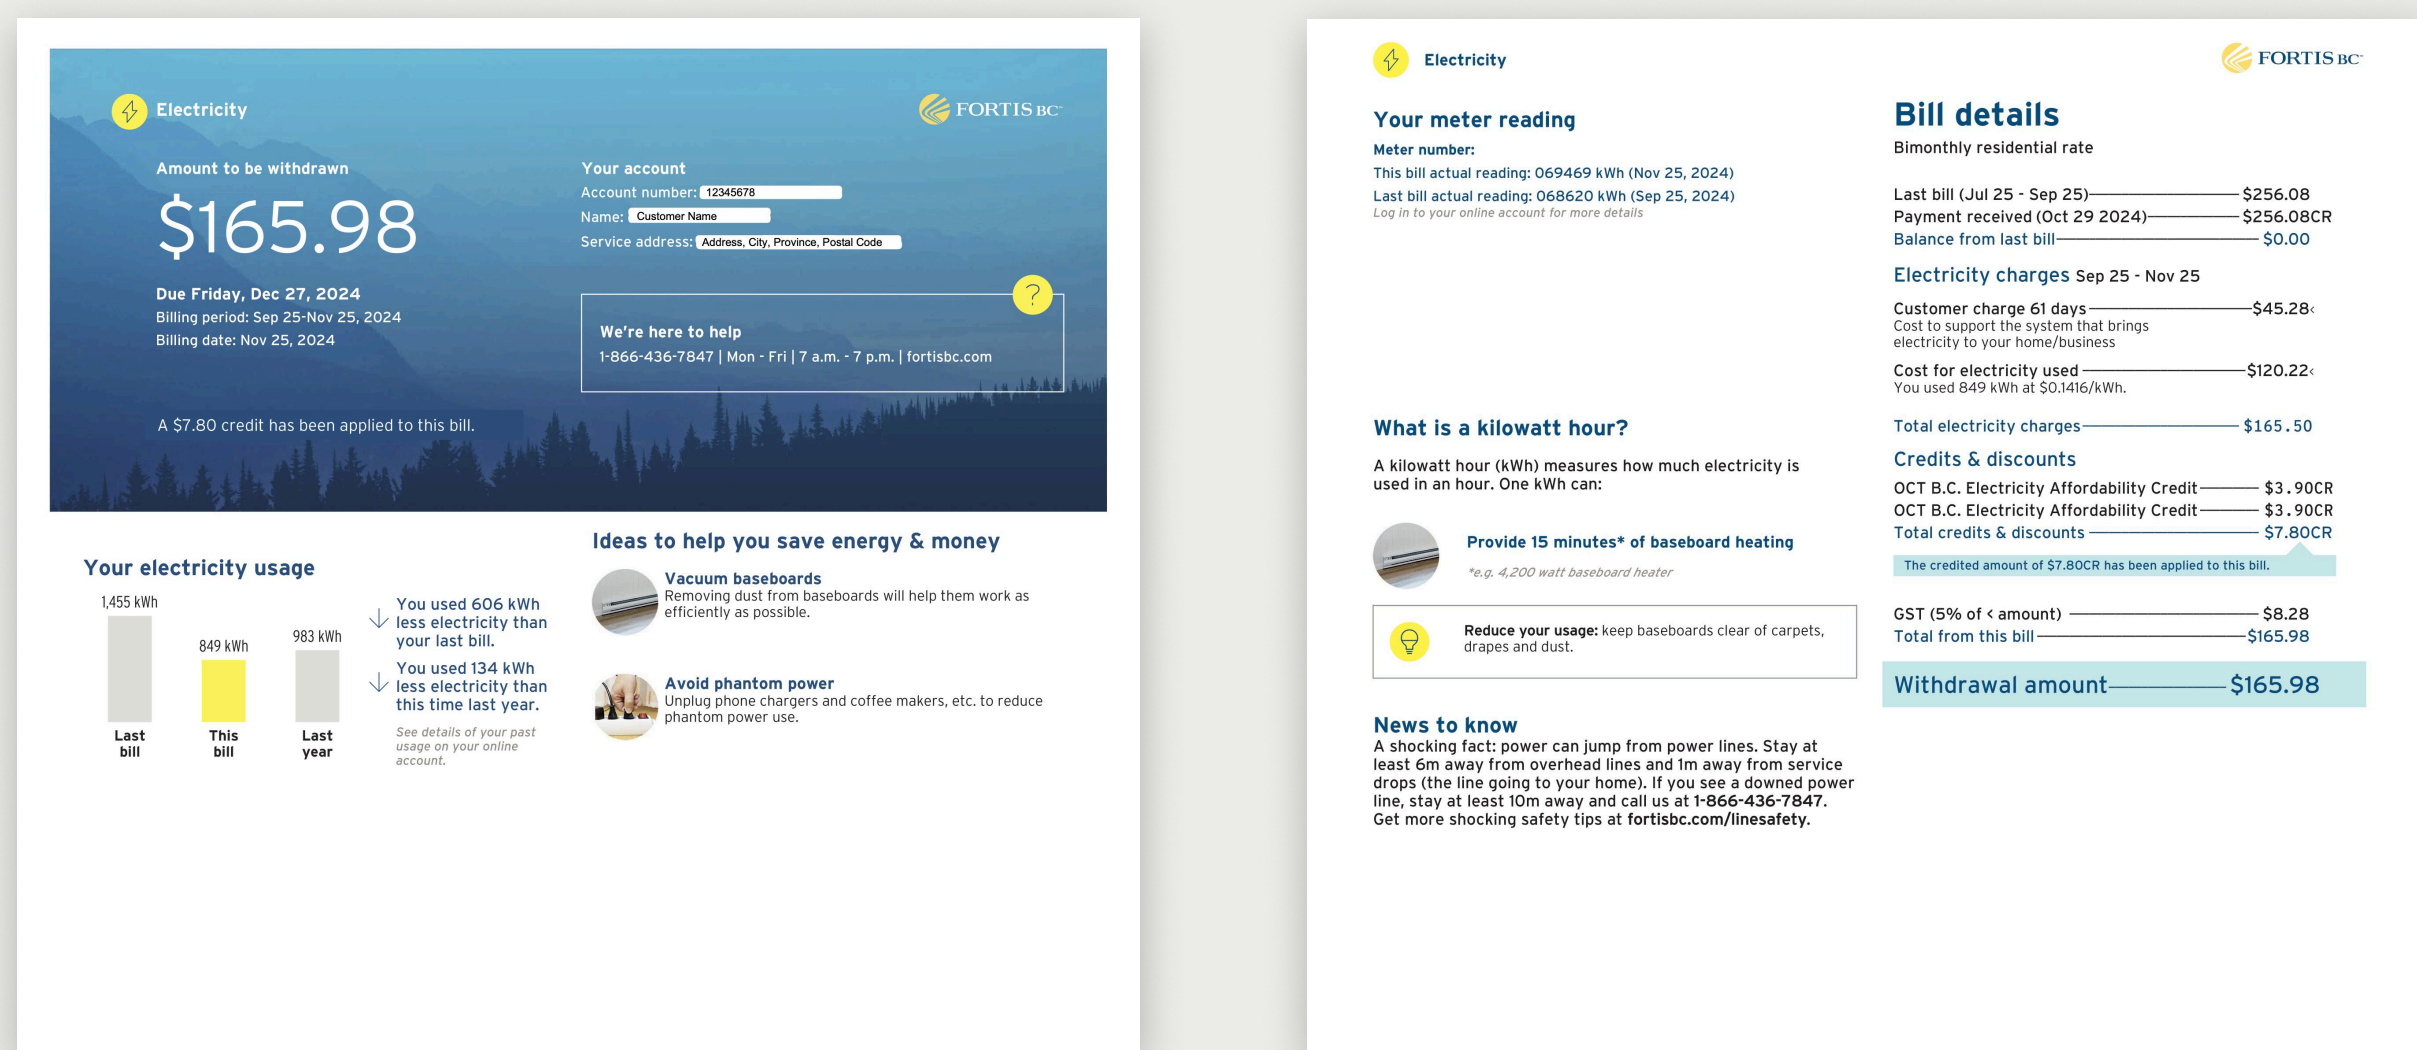 Electricity
FORTIS BC™
Amount to be withdrawn
$165.98
Due Friday, Dec 27, 2024
Billing period: Sep 25-Nov 25, 2024
Billing date: Nov 25, 2024
Your account
Account number: 12345678
Name: Customer Name
Service address: Address, City, Province, Postal Code
?
We're here to help
1-866-436-7847 | Mon - Fri | 7 a.m. - 7 p.m. | fortisbc.com
A $7.80 credit has been applied to this bill.
Your electricity usage
1,455 kWh
849 kWh
983 kWh
Last
bill
This
bill
Last
year
You used 606 kWh
less electricity than
your last bill.
You used 134 kWh
less electricity than
this time last year.
See details of your past
usage on your online
account.
Ideas to help you save energy & money
Vacuum baseboards
Removing dust from baseboards will help them work as
efficiently as possible.
Avoid phantom power
Unplug phone chargers and coffee makers, etc. to reduce
phantom power use.
Electricity
FORTIS BC™
Your meter reading
Meter number:
This bill actual reading: 069469 kWh (Nov 25, 2024)
Last bill actual reading: 068620 kWh (Sep 25, 2024)
Log in to your online account for more details
What is a kilowatt hour?
A kilowatt hour (kWh) measures how much electricity is
used in an hour. One kWh can:
Provide 15 minutes* of baseboard heating
*e.g. 4,200 watt baseboard heater
Reduce your usage: keep baseboards clear of carpets,
drapes and dust.
News to know
A shocking fact: power can jump from power lines. Stay at
least 6m away from overhead lines and 1m away from service
drops (the line going to your home). If you see a downed power
line, stay at least 10m away and call us at 1-866-436-7847.
Get more shocking safety tips at fortisbc.com/linesafety.
Bill details
Bimonthly residential rate
Last bill (Jul 25 - Sep 25) $256.08
Payment received (Oct 29 2024) $256.08CR
Balance from last bill $0.00
Electricity charges Sep 25 - Nov 25
Customer charge 61 days $45.28<
Cost to support the system that brings
electricity to your home/business
Cost for electricity used $120.22<
You used 849 kWh at $0.1416/kWh.
Total electricity charges $165.50
Credits & discounts
OCT B.C. Electricity Affordability Credit $3.90CR
OCT B.C. Electricity Affordability Credit $3.90CR
Total credits & discounts $7.80CR
The credited amount of $7.80CR has been applied to this bill.
GST (5% of < amount) $8.28
Total from this bill $165.98
Withdrawal amount $165.98